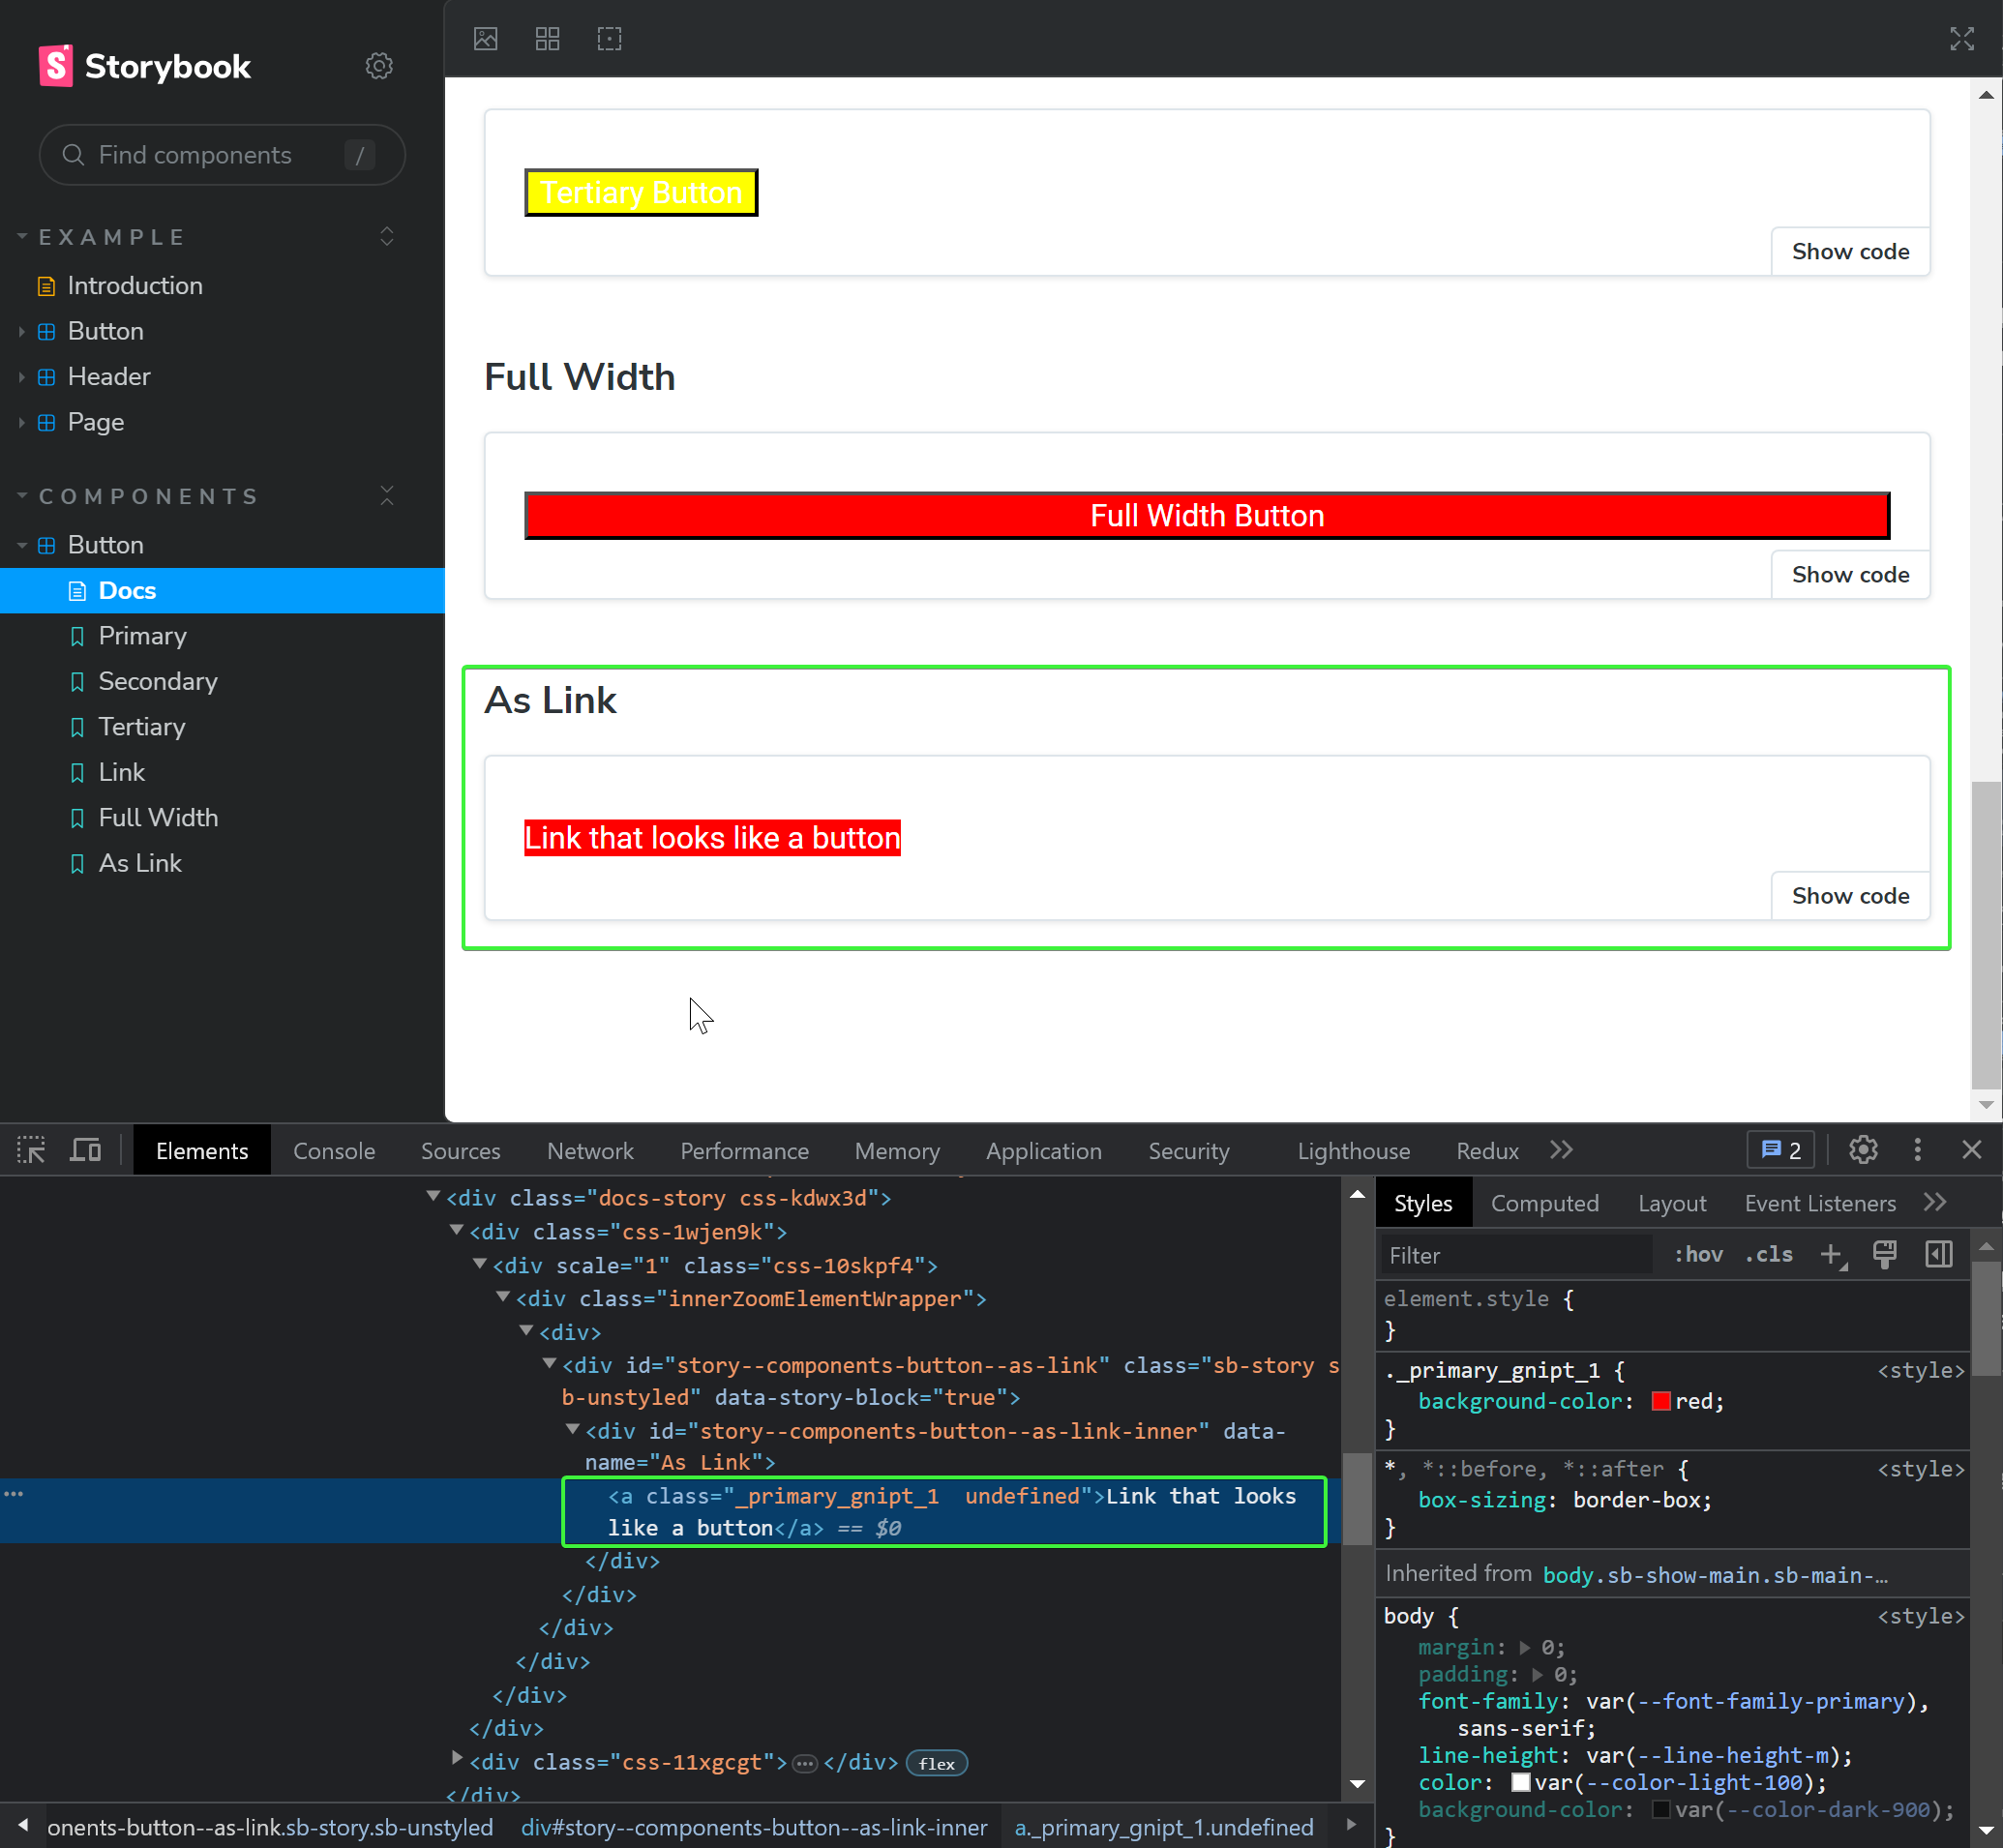 Storybook
Find components
/
EXAMPLE
Introduction
Button
Header
Page
COMPONENTS
Button
Docs
Primary
Secondary
Tertiary
Link
Full Width
As Link
Tertiary Button
Show code
Full Width
Full Width Button
Show code
As Link
Link that looks like a button
Show code
Elements
Console
Sources
Network
Performance
Memory
Application
Security
Lighthouse
Redux
2
<div class="docs-story css-kdwx3d">
<div class="css-1wjen9k">
<div scale="1" class="css-10skpf4">
<div class="innerZoomElementWrapper">
<div>
<div id="story--components-button--as-link" class="sb-story s
b-unstyled" data-story-block="true">
<div id="story--components-button--as-link-inner" data-
name="As Link">
<a class="_primary_gnipt_1  undefined">Link that looks
like a button</a> == $0
</div>
</div>
</div>
</div>
</div>
</div>
<div class="css-11xgcgt">…</div> flex
</div>
onents-button--as-link.sb-story.sb-unstyled
div#story--components-button--as-link-inner
a._primary_gnipt_1.undefined
Styles
Computed
Layout
Event Listeners
Filter
:hov
.cls
element.style {
}
._primary_gnipt_1 { <style>
background-color: red;
}
*, *::before, *::after { <style>
box-sizing: border-box;
}
Inherited from body.sb-show-main.sb-main-…
body { <style>
margin: 0;
padding: 0;
font-family: var(--font-family-primary),
sans-serif;
line-height: var(--line-height-m);
color: var(--color-light-100);
background-color: var(--color-dark-900);
}